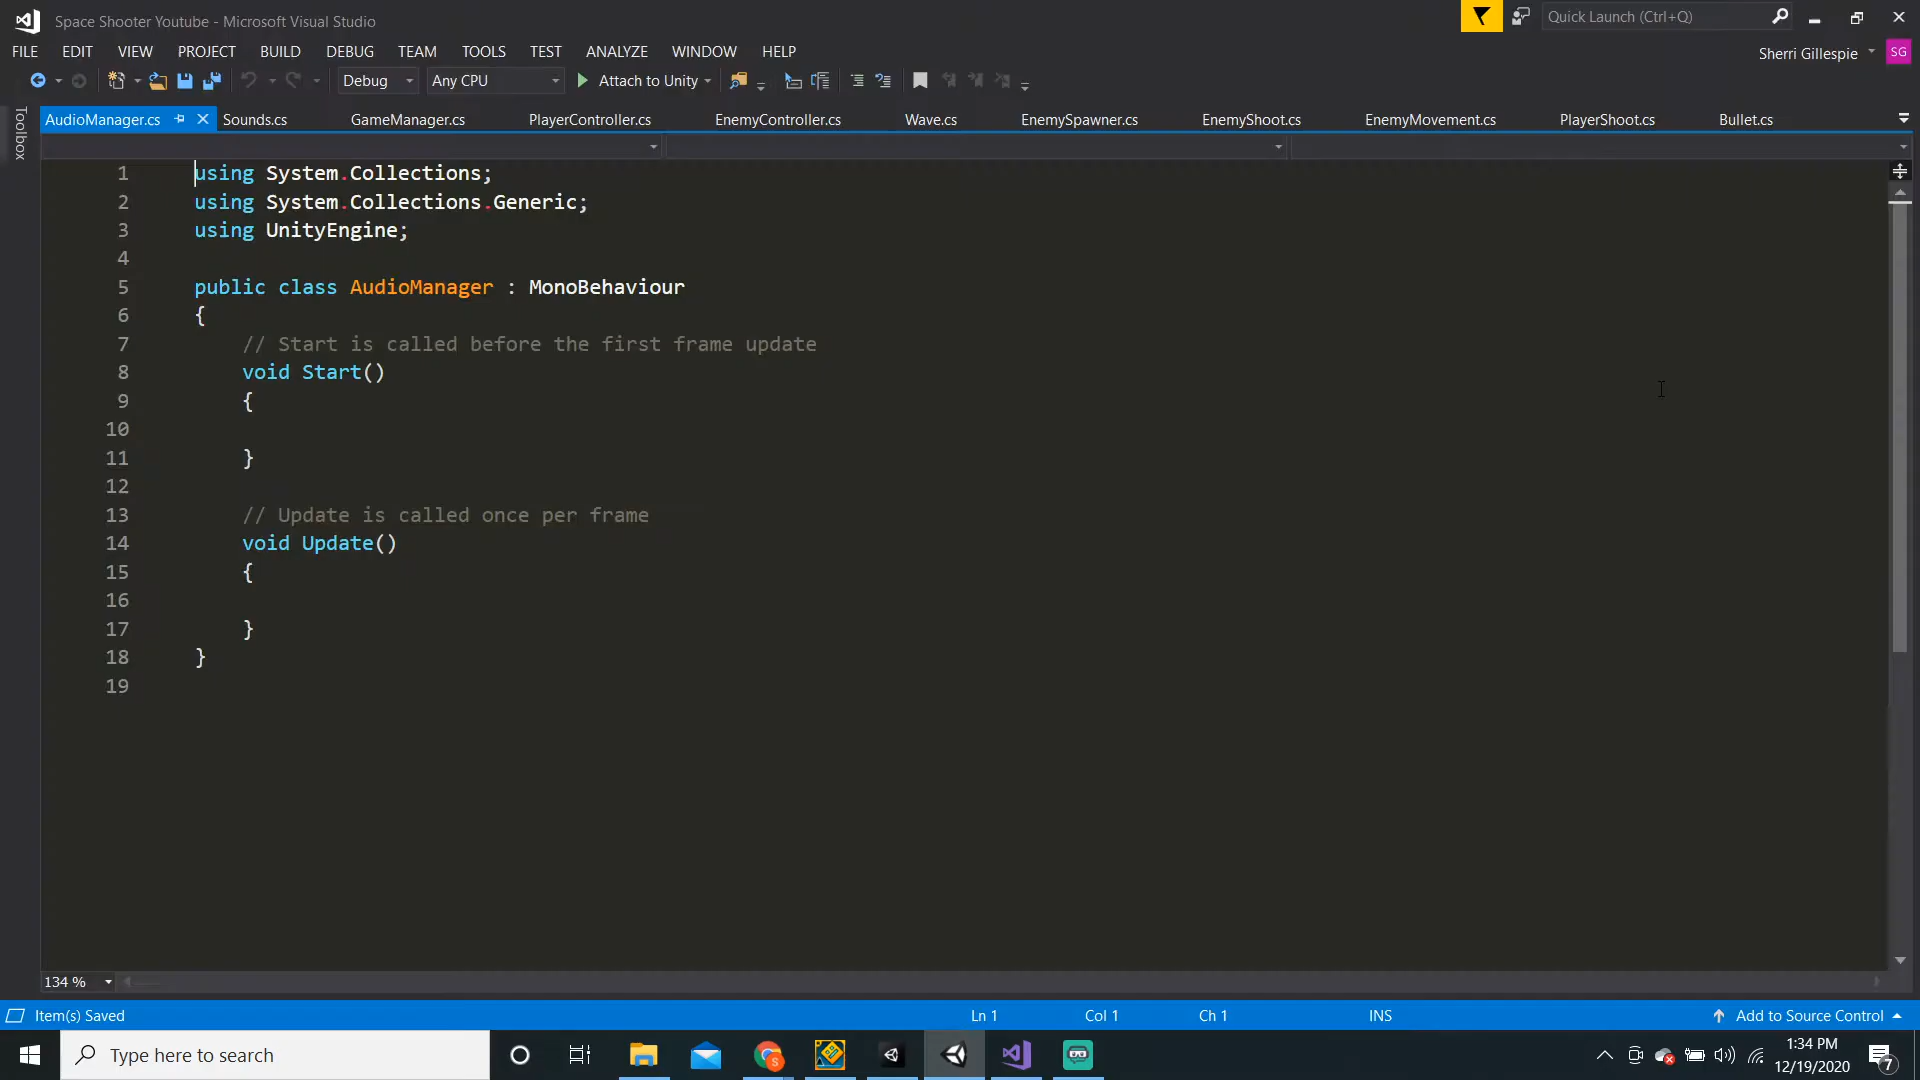 Space Shooter Youtube - Microsoft Visual Studio
Quick Launch (Ctrl+Q)
FILE EDIT VIEW PROJECT BUILD DEBUG TEAM TOOLS TEST ANALYZE WINDOW HELP
Sherri Gillespie SG
Debug Any CPU Attach to Unity
Toolbox
AudioManager.cs Sounds.cs GameManager.cs PlayerController.cs EnemyController.cs Wave.cs EnemySpawner.cs EnemyShoot.cs EnemyMovement.cs PlayerShoot.cs Bullet.cs
1 using System.Collections;
2 using System.Collections.Generic;
3 using UnityEngine;
4
5 public class AudioManager : MonoBehaviour
6 {
7 // Start is called before the first frame update
8 void Start()
9 {
10
11 }
12
13 // Update is called once per frame
14 void Update()
15 {
16
17 }
18 }
19
134 %
Item(s) Saved Ln 1 Col 1 Ch 1 INS Add to Source Control
Type here to search
1:34 PM
12/19/2020
7